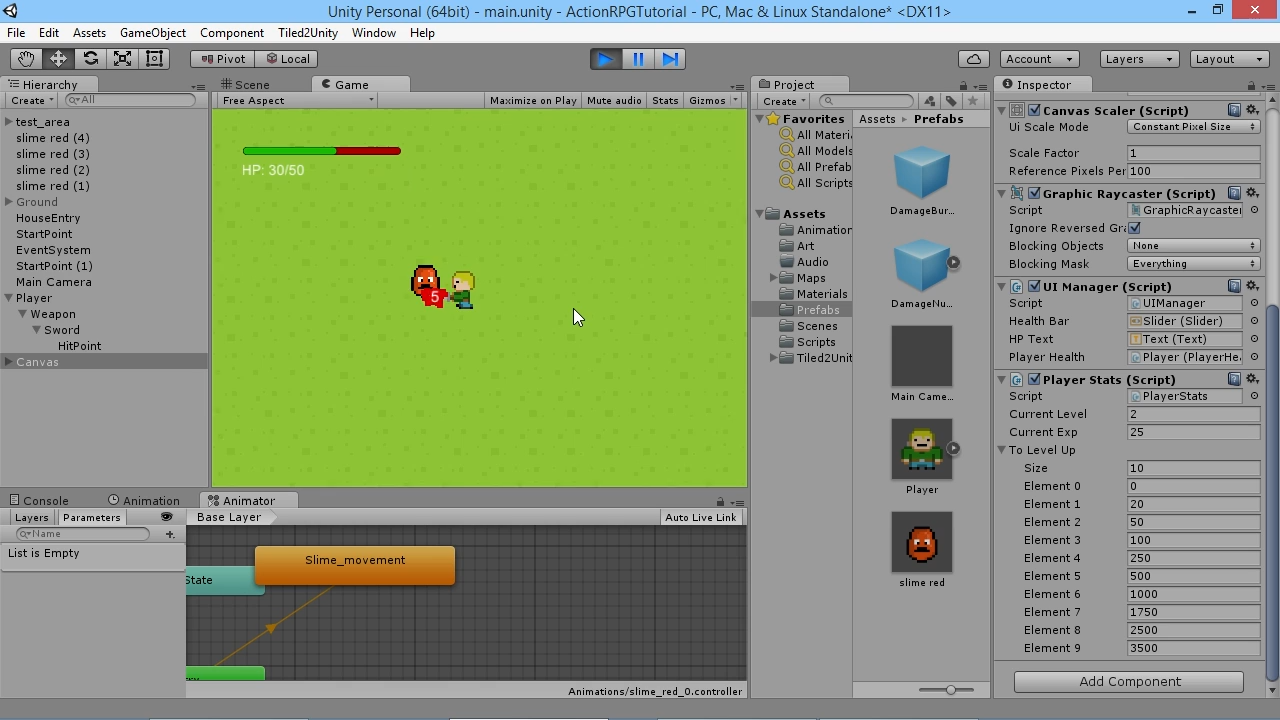 Unity Personal (64bit) - main.unity - ActionRPGTutorial - PC, Mac & Linux Standalone* <DX11>
File Edit Assets GameObject Component Tiled2Unity Window Help
Pivot Local Account Layers Layout
Hierarchy
Create All
test_area
slime red (4)
slime red (3)
slime red (2)
slime red (1)
Ground
HouseEntry
StartPoint
EventSystem
StartPoint (1)
Main Camera
Player
Weapon
Sword
HitPoint
Canvas
Scene Game
Free Aspect Maximize on Play Mute audio Stats Gizmos
HP: 30/50
5
Console Animation Animator
Layers Parameters Base Layer Auto Live Link
Name
List is Empty
State
Slime_movement
Animations/slime_red_0.controller
Project
Create
Favorites
All Materi
All Models
All Prefab
All Scripts
Assets
Animation
Art
Audio
Maps
Materials
Prefabs
Scenes
Scripts
Tiled2Unit
Assets Prefabs
DamageBur...
DamageNu...
Main Came...
Player
slime red
Inspector
Canvas Scaler (Script)
Ui Scale Mode Constant Pixel Size
Scale Factor 1
Reference Pixels Per 100
Graphic Raycaster (Script)
Script GraphicRaycaster
Ignore Reversed Gra
Blocking Objects None
Blocking Mask Everything
UI Manager (Script)
Script UIManager
Health Bar Slider (Slider)
HP Text Text (Text)
Player Health Player (PlayerHe
Player Stats (Script)
Script PlayerStats
Current Level 2
Current Exp 25
To Level Up
Size 10
Element 0 0
Element 1 20
Element 2 50
Element 3 100
Element 4 250
Element 5 500
Element 6 1000
Element 7 1750
Element 8 2500
Element 9 3500
Add Component